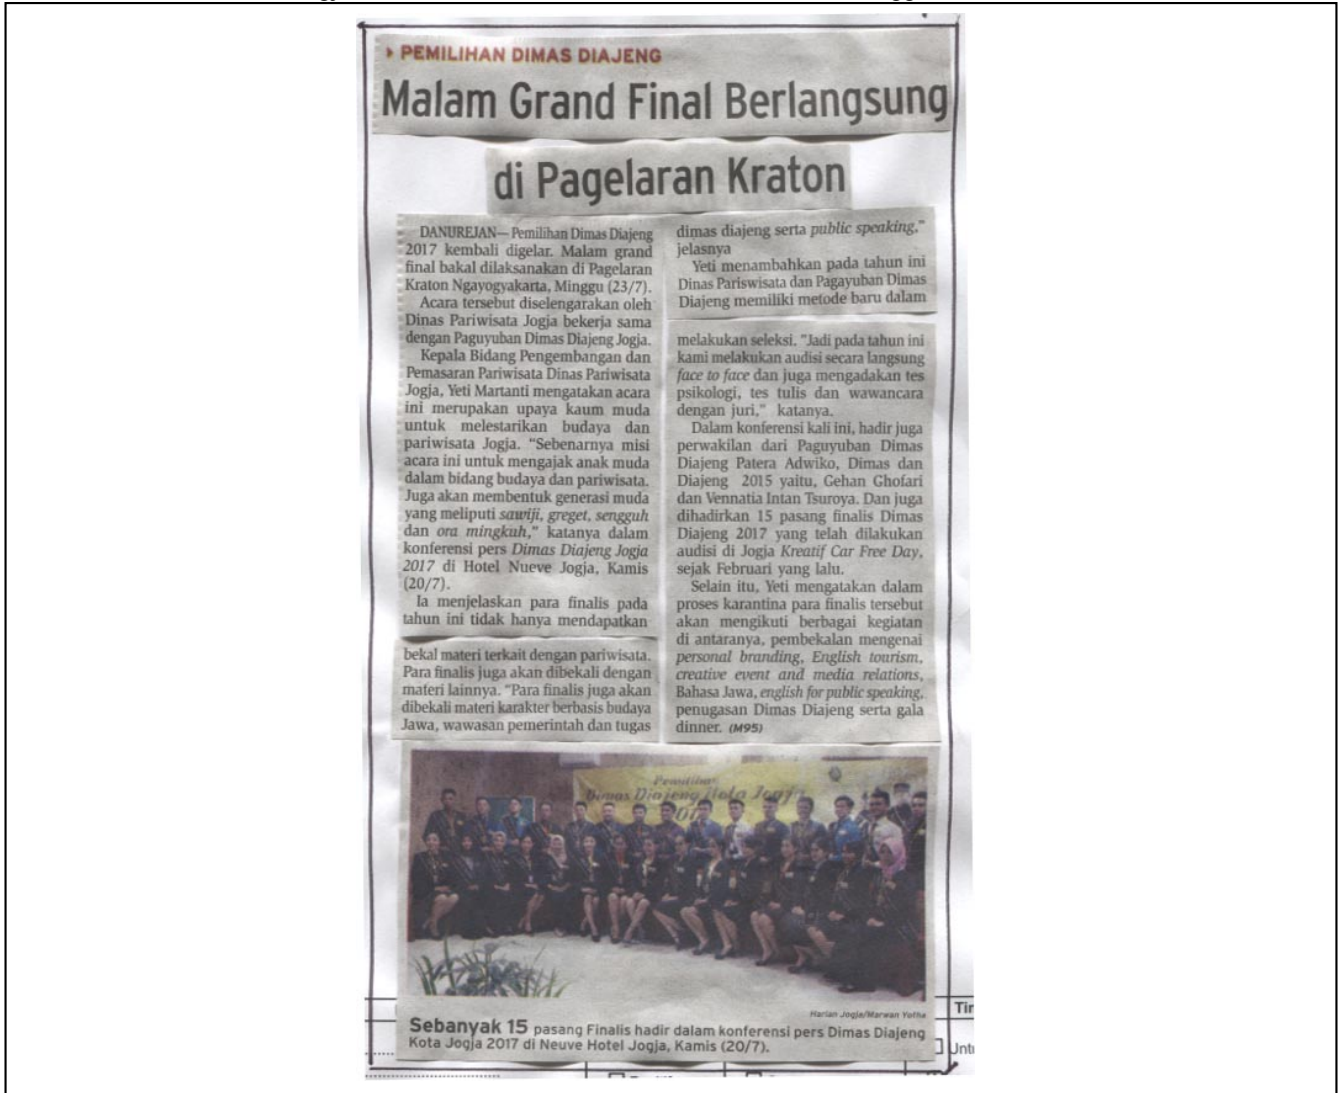 PEMILIHAN DIMAS DIAJENG
Malam Grand Final Berlangsung
di Pagelaran Kraton
DANUREJAN— Pemilihan Dimas Diajeng
2017 kembali digelar. Malam grand
final bakal dilaksanakan di Pagelaran
Kraton Ngayogyakarta, Minggu (23/7).
Acara tersebut diselengarakan oleh
Dinas Pariwisata Jogja bekerja sama
dengan Paguyuban Dimas Diajeng Jogja.
Kepala Bidang Pengembangan dan
Pemasaran Pariwisata Dinas Pariwisata
Jogja, Yeti Martanti mengatakan acara
ini merupakan upaya kaum muda
untuk melestarikan budaya dan
pariwisata Jogja. "Sebenarnya misi
acara ini untuk mengajak anak muda
dalam bidang budaya dan pariwisata.
Juga akan membentuk generasi muda
yang meliputi sawiji, greget, sengguh
dan ora mingkuh," katanya dalam
konferensi pers Dimas Diajeng Jogja
2017 di Hotel Nueve Jogja, Kamis
(20/7).
Ia menjelaskan para finalis pada
tahun ini tidak hanya mendapatkan
bekal materi terkait dengan pariwisata.
Para finalis juga akan dibekali dengan
materi lainnya. "Para finalis juga akan
dibekali materi karakter berbasis budaya
Jawa, wawasan pemerintah dan tugas
dimas diajeng serta public speaking,"
jelasnya
Yeti menambahkan pada tahun ini
Dinas Pariswisata dan Pagayuban Dimas
Diajeng memiliki metode baru dalam
melakukan seleksi. "Jadi pada tahun ini
kami melakukan audisi secara langsung
face to face dan juga mengadakan tes
psikologi, tes tulis dan wawancara
dengan juri," katanya.
Dalam konferensi kali ini, hadir juga
perwakilan dari Paguyuban Dimas
Diajeng Patera Adwiko, Dimas dan
Diajeng 2015 yaitu, Gehan Ghofari
dan Vennatia Intan Tsuroya. Dan juga
dihadirkan 15 pasang finalis Dimas
Diajeng 2017 yang telah dilakukan
audisi di Jogja Kreatif Car Free Day,
sejak Februari yang lalu.
Selain itu, Yeti mengatakan dalam
proses karantina para finalis tersebut
akan mengikuti berbagai kegiatan
di antaranya, pembekalan mengenai
personal branding, English tourism,
creative event and media relations,
Bahasa Jawa, english for public speaking,
penugasan Dimas Diajeng serta gala
dinner. (M95)
Pemilihan
Dimas Diajeng Kota Jogja
Harian Jogja/Marwan Yotha
Sebanyak 15 pasang Finalis hadir dalam konferensi pers Dimas Diajeng
Kota Jogja 2017 di Neuve Hotel Jogja, Kamis (20/7).